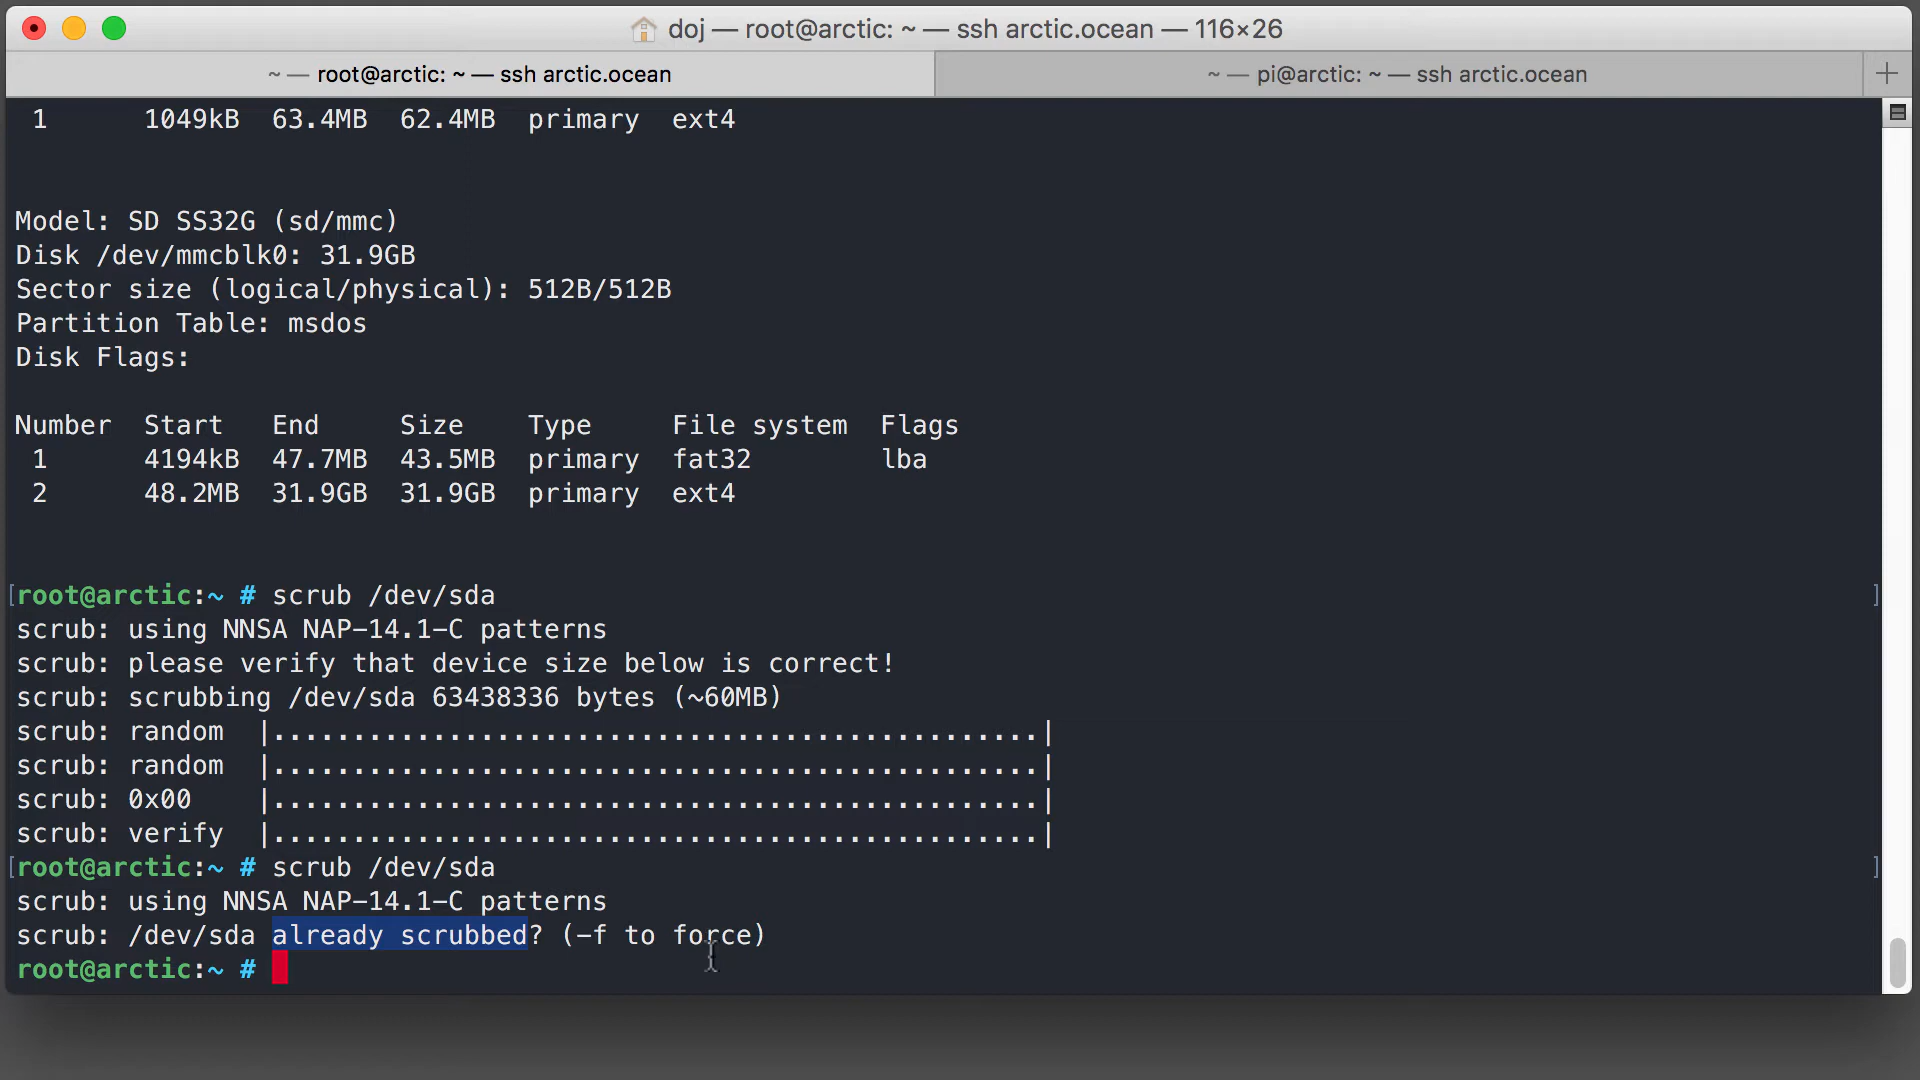 doj — root@arctic: ~ — ssh arctic.ocean — 116×26
~ — root@arctic: ~ — ssh arctic.ocean
~ — pi@arctic: ~ — ssh arctic.ocean
1 1049kB 63.4MB 62.4MB primary ext4
Model: SD SS32G (sd/mmc)
Disk /dev/mmcblk0: 31.9GB
Sector size (logical/physical): 512B/512B
Partition Table: msdos
Disk Flags:
Number Start End Size Type File system Flags
1 4194kB 47.7MB 43.5MB primary fat32 lba
2 48.2MB 31.9GB 31.9GB primary ext4
[root@arctic:~ # scrub /dev/sda ]
scrub: using NNSA NAP-14.1-C patterns
scrub: please verify that device size below is correct!
scrub: scrubbing /dev/sda 63438336 bytes (~60MB)
scrub: random |................................................|
scrub: random |................................................|
scrub: 0x00 |................................................|
scrub: verify |................................................|
[root@arctic:~ # scrub /dev/sda ]
scrub: using NNSA NAP-14.1-C patterns
scrub: /dev/sda already scrubbed? (-f to force)
root@arctic:~ #